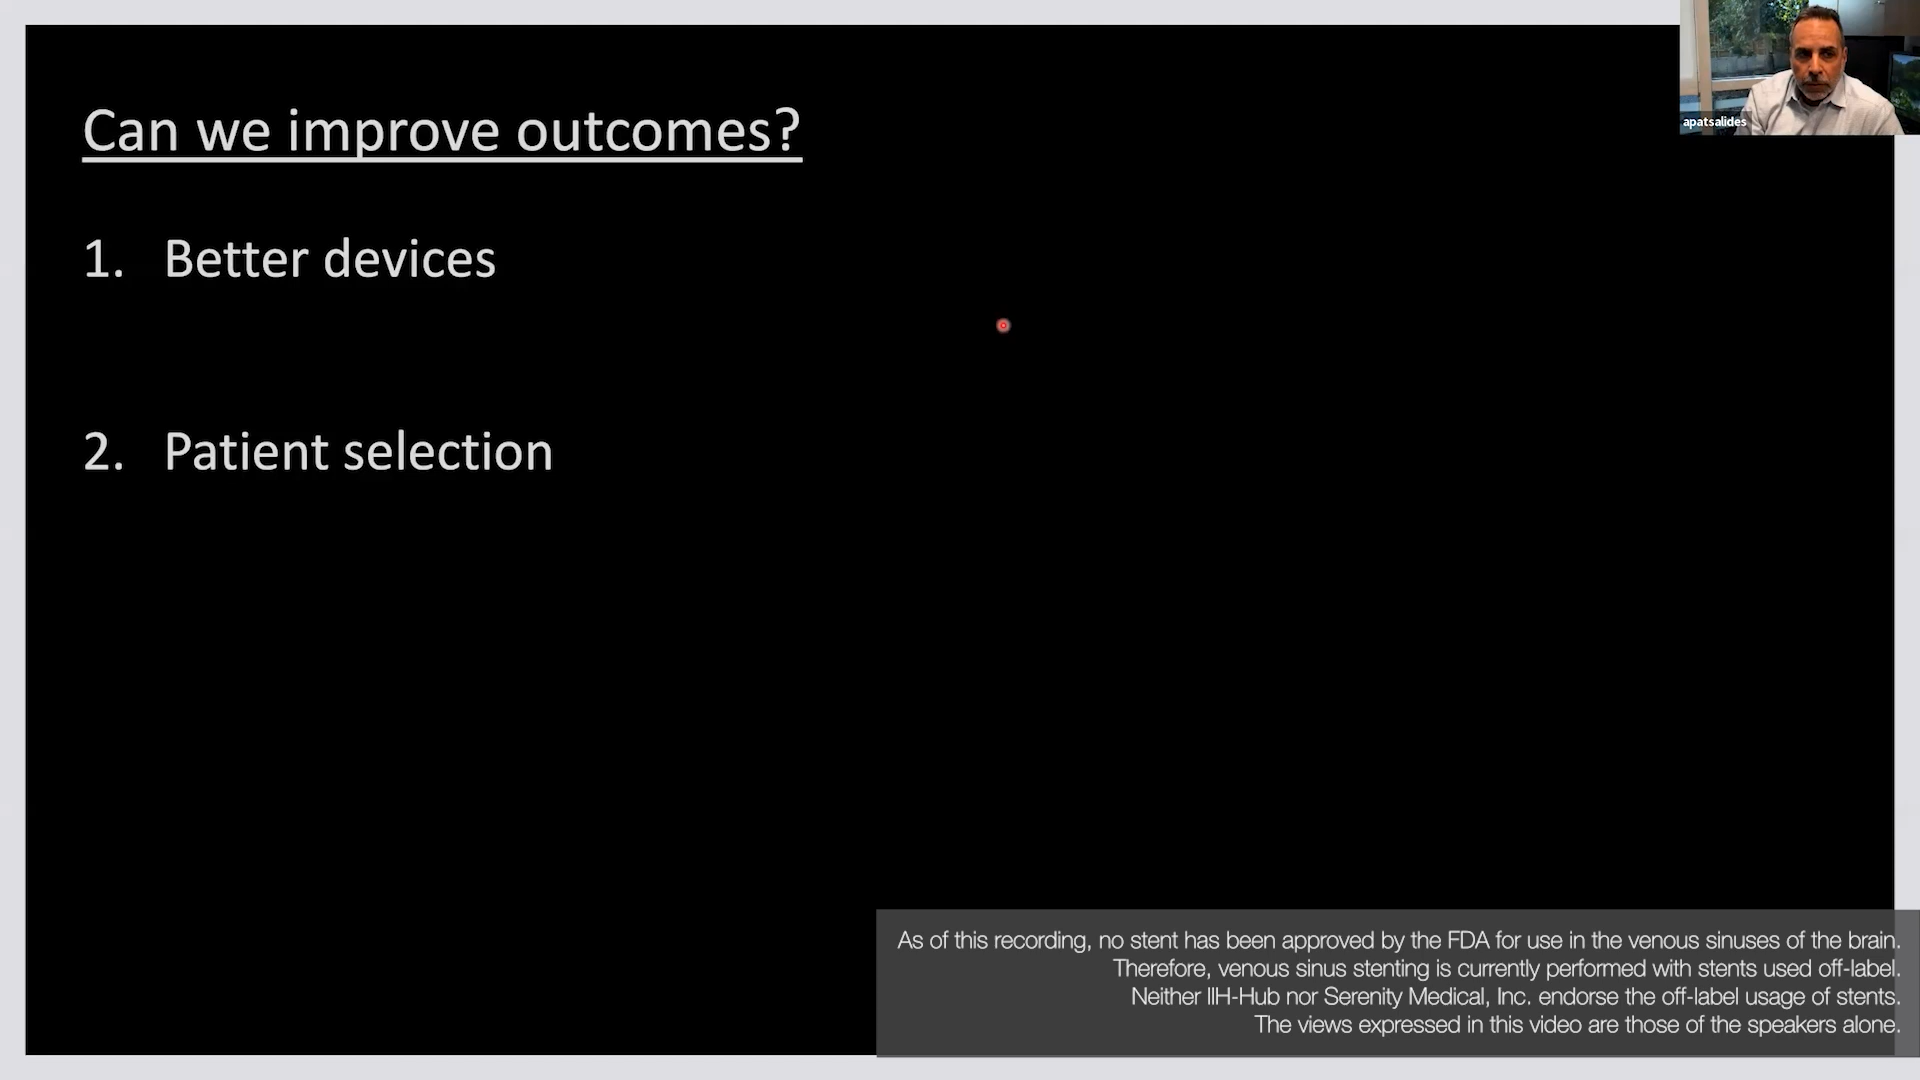 Can we improve outcomes?
1. Better devices
2. Patient selection
apatsalides
As of this recording, no stent has been approved by the FDA for use in the venous sinuses of the brain.
Therefore, venous sinus stenting is currently performed with stents used off-label.
Neither IIH-Hub nor Serenity Medical, Inc. endorse the off-label usage of stents.
The views expressed in this video are those of the speakers alone.